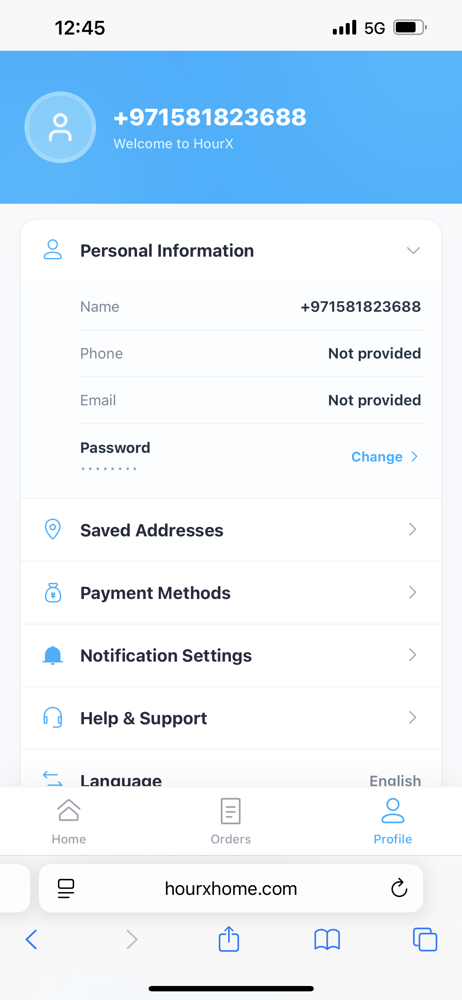 12:45
5G
+971581823688
Welcome to HourX
Personal Information
Name +971581823688
Phone Not provided
Email Not provided
Password
••••••••
Change
Saved Addresses
¥
Payment Methods
Notification Settings
Help & Support
Language English
Home Orders Profile
hourxhome.com